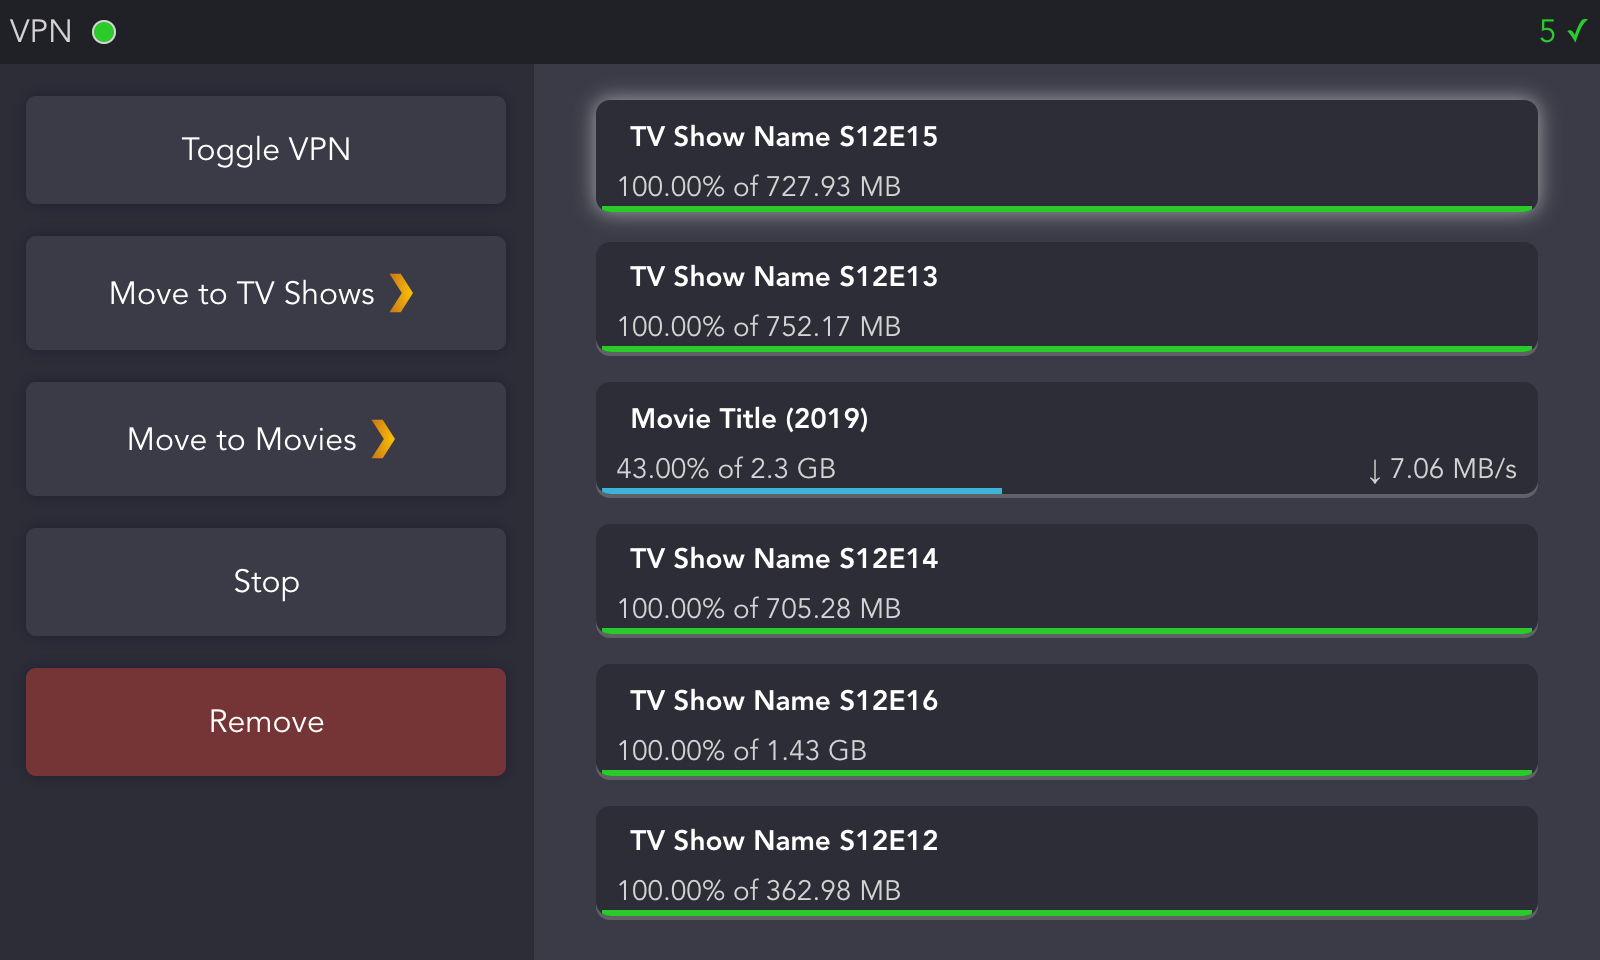 VPN
5 ✓
Toggle VPN
Move to TV Shows ❯
Move to Movies ❯
Stop
Remove
TV Show Name S12E15
100.00% of 727.93 MB
TV Show Name S12E13
100.00% of 752.17 MB
Movie Title (2019)
43.00% of 2.3 GB ↓ 7.06 MB/s
TV Show Name S12E14
100.00% of 705.28 MB
TV Show Name S12E16
100.00% of 1.43 GB
TV Show Name S12E12
100.00% of 362.98 MB